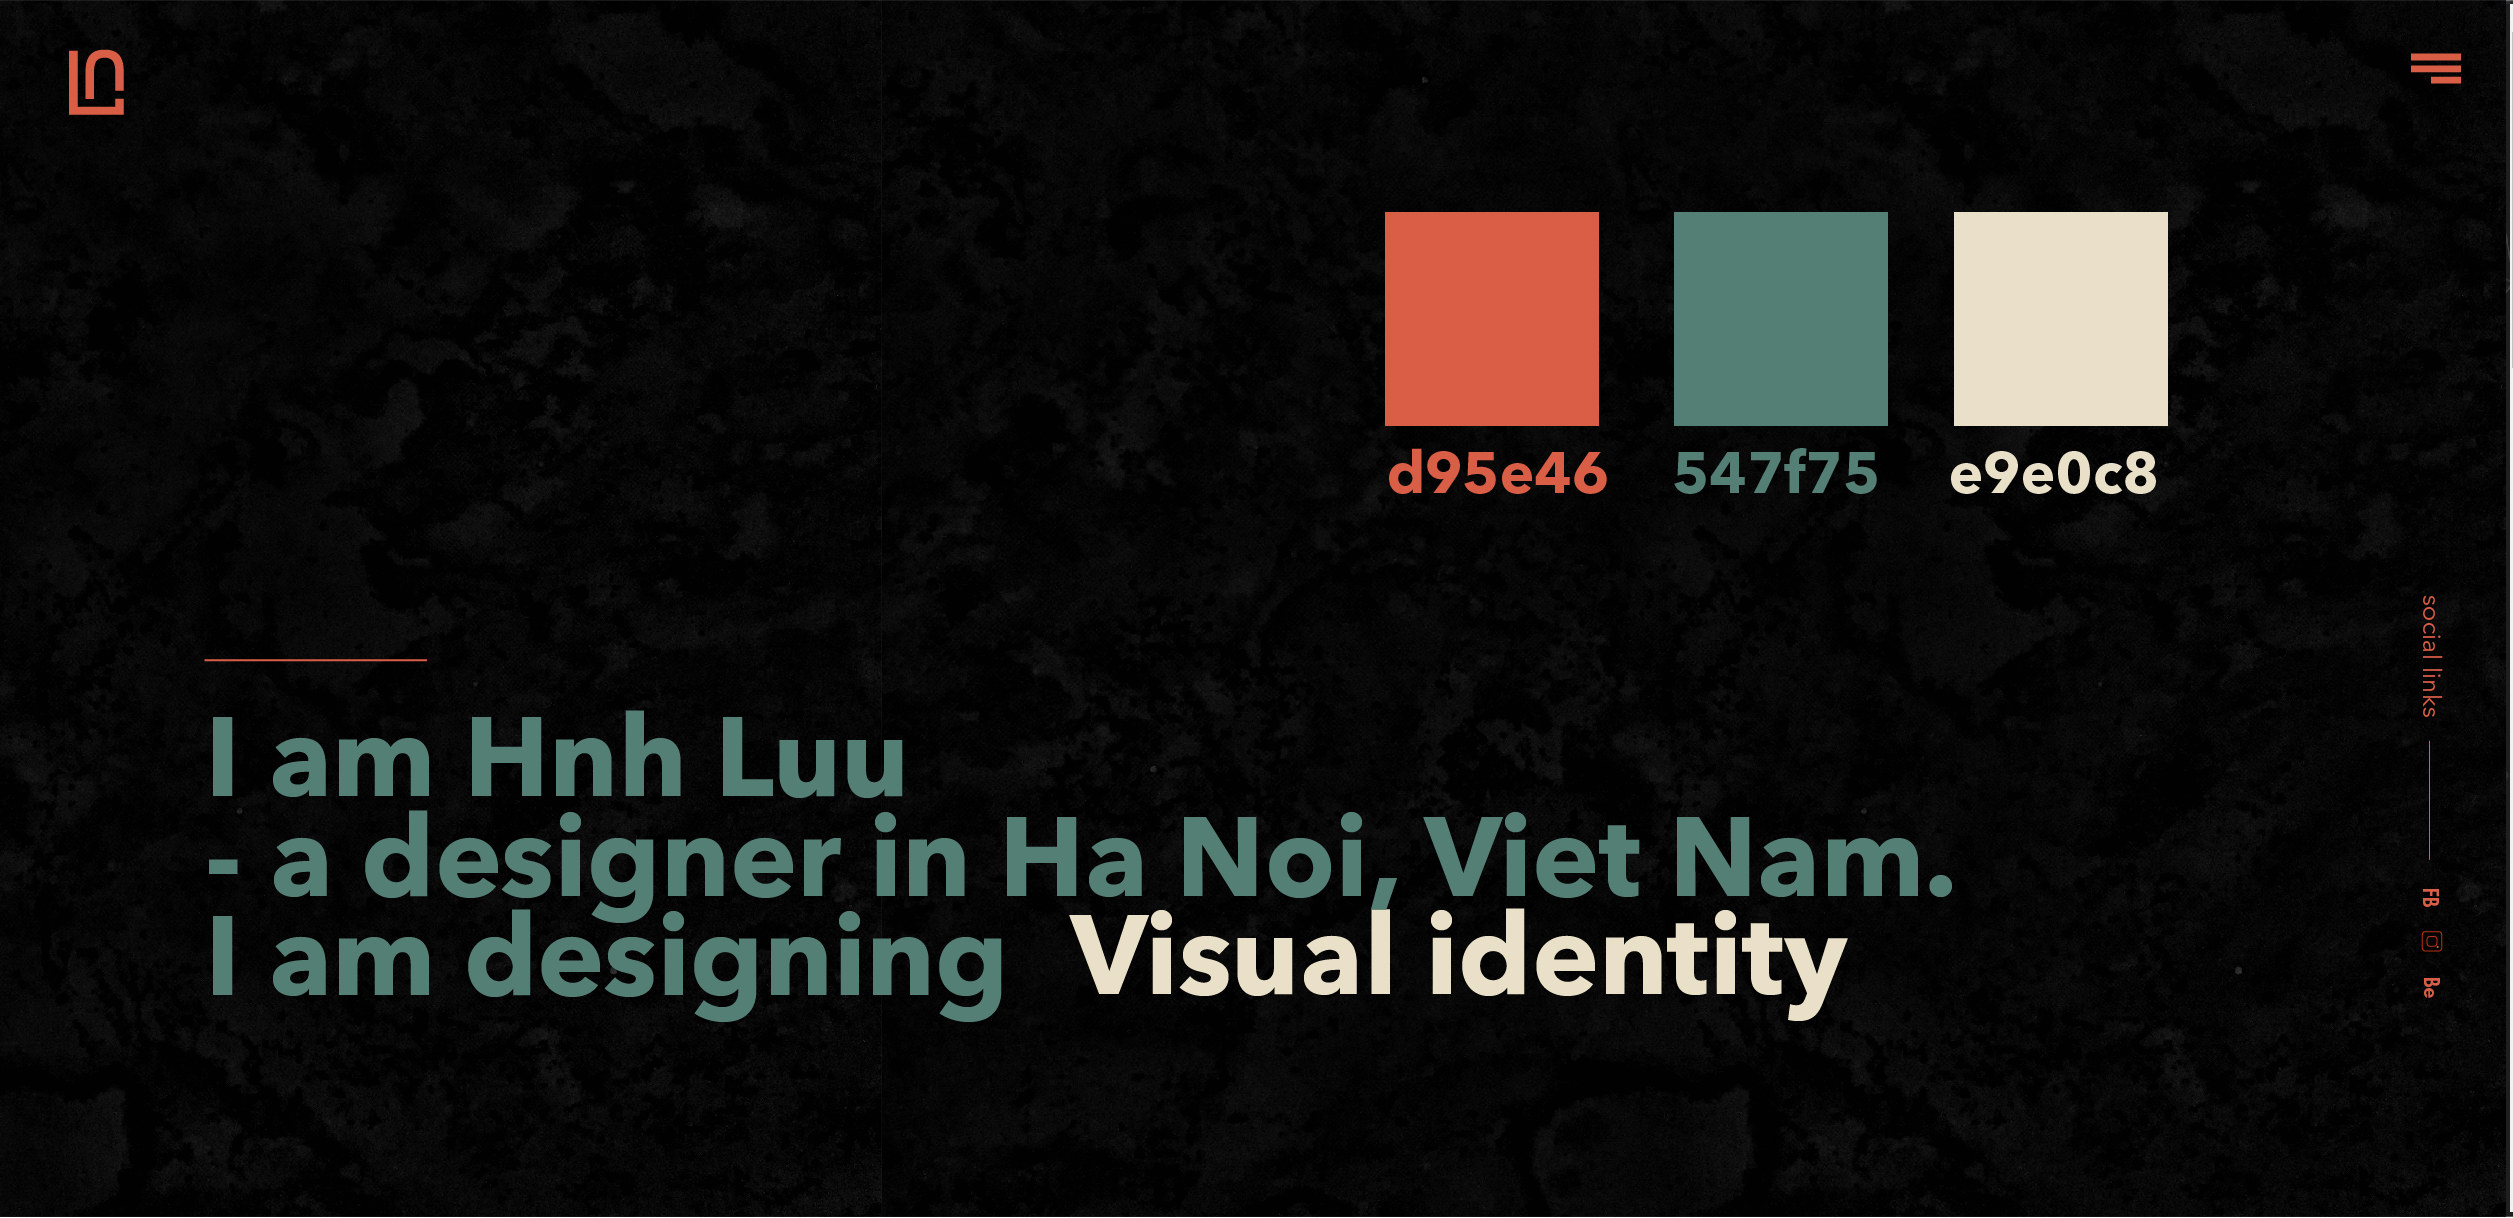 d95e46 547f75 e9e0c8
social links
I am Hnh Luu
- a designer in Ha Noi, Viet Nam.
I am designing Visual identity
FB
Be